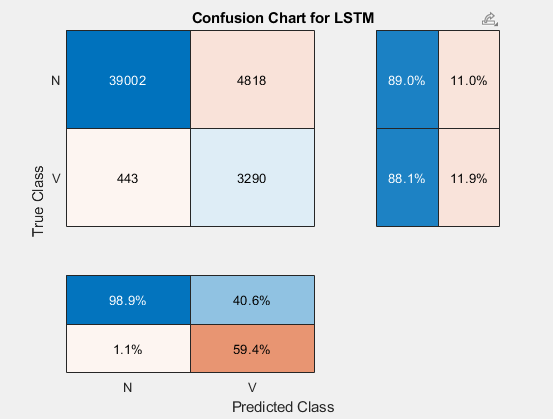 Confusion Chart for LSTM
N 39002 4818 89.0% 11.0%
V 443 3290 88.1% 11.9%
True Class
98.9% 40.6%
1.1% 59.4%
N V
Predicted Class